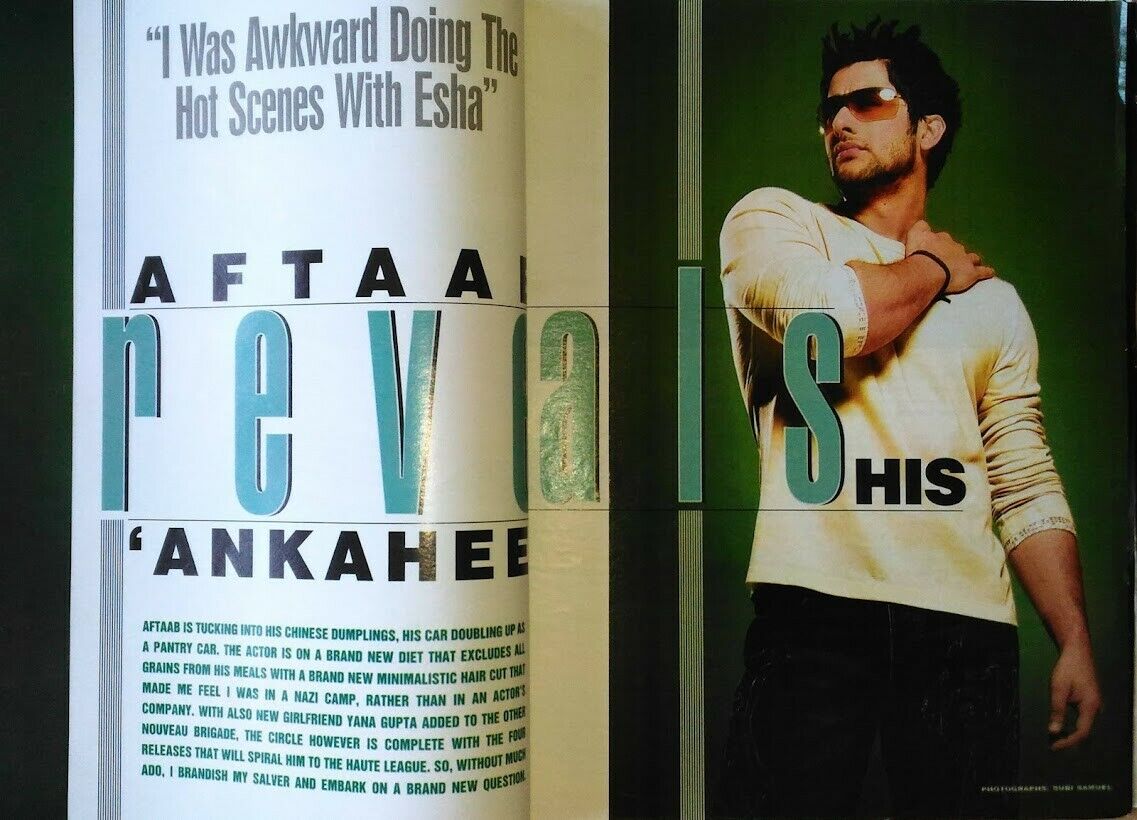 “I Was Awkward Doing The
Hot Scenes With Esha”
AFTAAB
reveals HIS
‘ANKAHEE
AFTAAB IS TUCKING INTO HIS CHINESE DUMPLINGS, HIS CAR DOUBLING UP AS
A PANTRY CAR. THE ACTOR IS ON A BRAND NEW DIET THAT EXCLUDES ALL
GRAINS FROM HIS MEALS WITH A BRAND NEW MINIMALISTIC HAIR CUT THAT
MADE ME FEEL I WAS IN A NAZI CAMP, RATHER THAN IN AN ACTOR'S
COMPANY. WITH ALSO NEW GIRLFRIEND YANA GUPTA ADDED TO THE OTHER
NOUVEAU BRIGADE, THE CIRCLE HOWEVER IS COMPLETE WITH THE FOUR
RELEASES THAT WILL SPIRAL HIM TO THE HAUTE LEAGUE. SO, WITHOUT MUCH
ADO, I BRANDISH MY SALVER AND EMBARK ON A BRAND NEW QUESTION.
PHOTOGRAPHS: SUBI SAMUEL